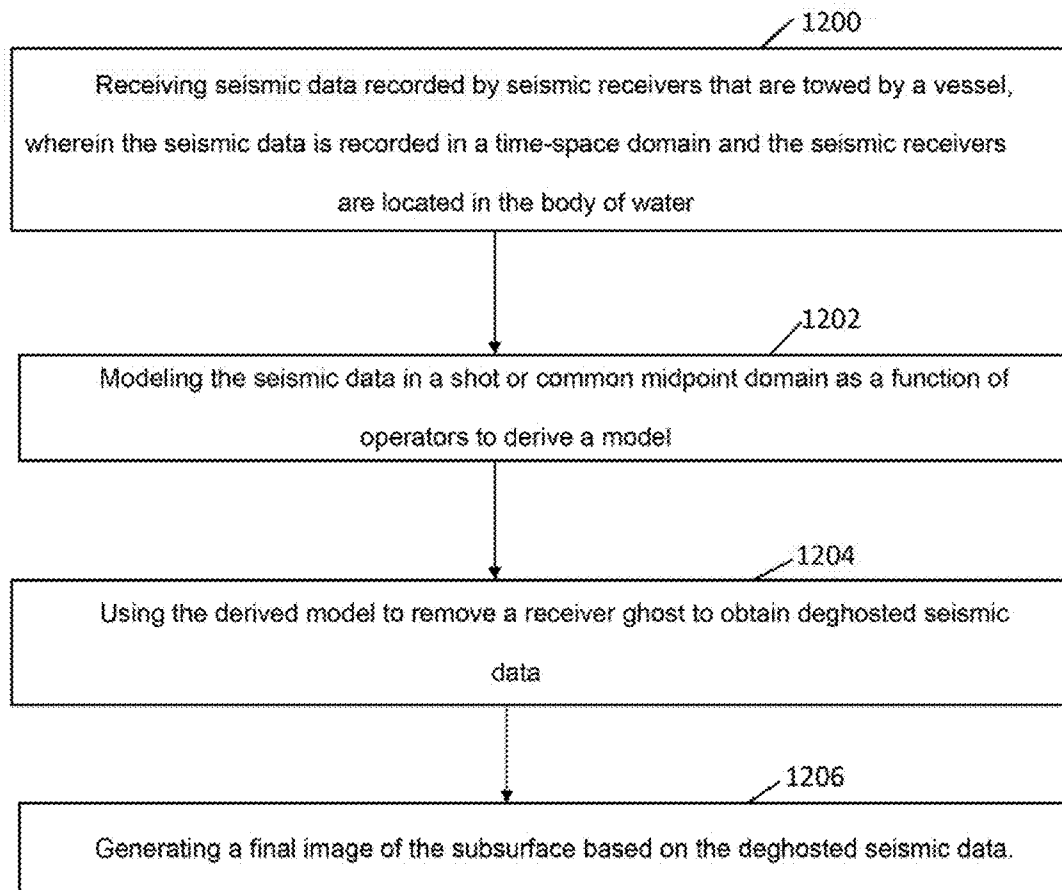 1200
Receiving seismic data recorded by seismic receivers that are towed by a vessel,
wherein the seismic data is recorded in a time-space domain and the seismic receivers
are located in the body of water
1202
Modeling the seismic data in a shot or common midpoint domain as a function of
operators to derive a model
1204
Using the derived model to remove a receiver ghost to obtain deghosted seismic
data
1206
Generating a final image of the subsurface based on the deghosted seismic data.